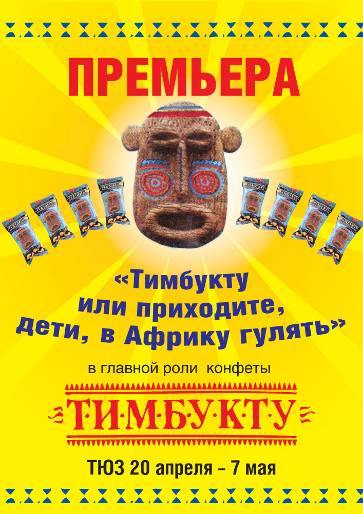 ПРЕМЬЕРА
«Тимбукту
или приходите,
дети, в Африку гулять»
в главной роли конфеты
ТИМБУКТУ
ТЮЗ 20 апреля - 7 мая